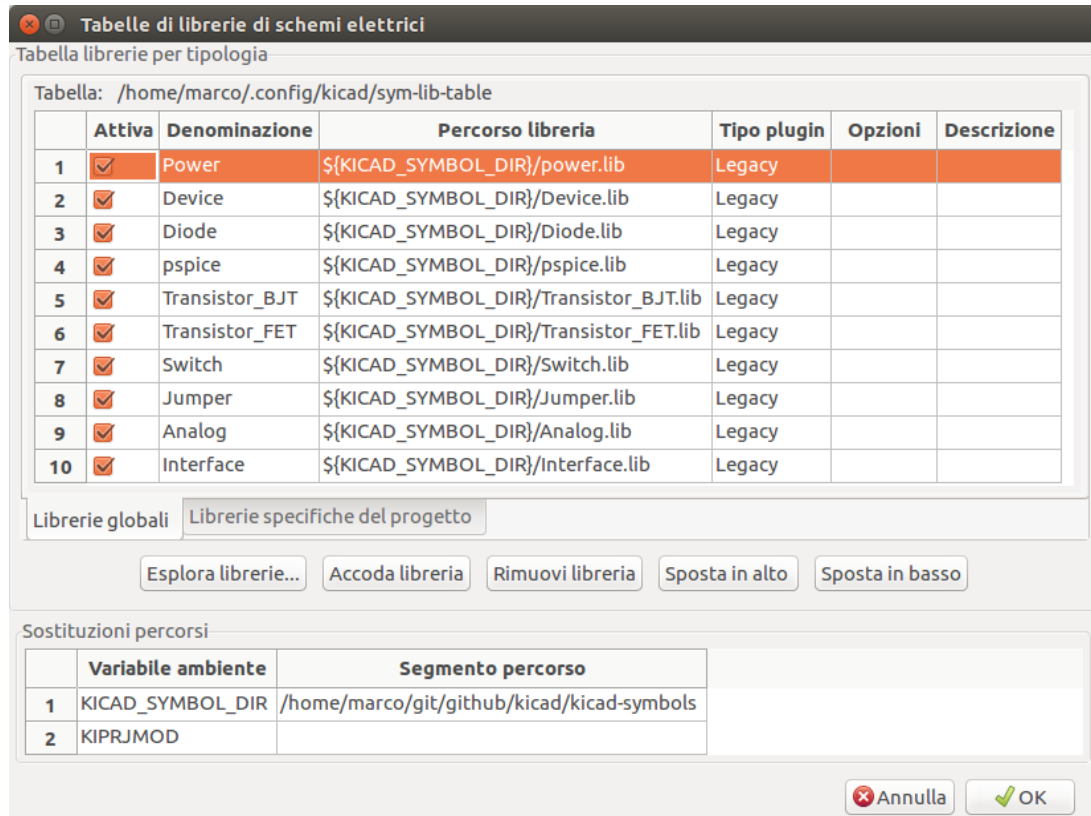 Tabelle di librerie di schemi elettrici
Tabella librerie per tipologia
Tabella: /home/marco/.config/kicad/sym-lib-table
Attiva Denominazione Percorso libreria Tipo plugin Opzioni Descrizione
1 Power ${KICAD_SYMBOL_DIR}/power.lib Legacy
2 Device ${KICAD_SYMBOL_DIR}/Device.lib Legacy
3 Diode ${KICAD_SYMBOL_DIR}/Diode.lib Legacy
4 pspice ${KICAD_SYMBOL_DIR}/pspice.lib Legacy
5 Transistor_BJT ${KICAD_SYMBOL_DIR}/Transistor_BJT.lib Legacy
6 Transistor_FET ${KICAD_SYMBOL_DIR}/Transistor_FET.lib Legacy
7 Switch ${KICAD_SYMBOL_DIR}/Switch.lib Legacy
8 Jumper ${KICAD_SYMBOL_DIR}/Jumper.lib Legacy
9 Analog ${KICAD_SYMBOL_DIR}/Analog.lib Legacy
10 Interface ${KICAD_SYMBOL_DIR}/Interface.lib Legacy
Librerie globali Librerie specifiche del progetto
Esplora librerie... Accoda libreria Rimuovi libreria Sposta in alto Sposta in basso
Sostituzioni percorsi
Variabile ambiente Segmento percorso
1 KICAD_SYMBOL_DIR /home/marco/git/github/kicad/kicad-symbols
2 KIPRJMOD
Annulla OK